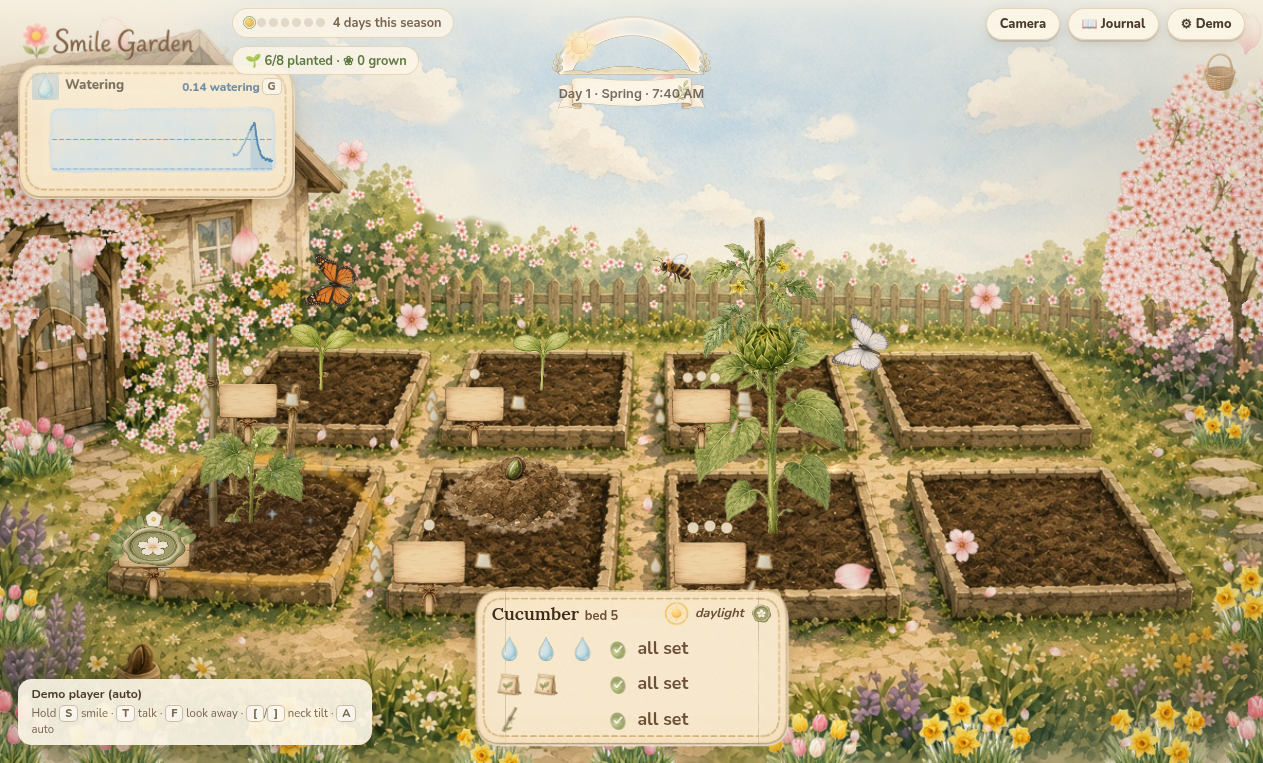 Smile Garden
4 days this season
🌱 6/8 planted · ❀ 0 grown
Watering
0.14 watering G
Day 1 · Spring · 7:40 AM
Camera
📖 Journal
⚙ Demo
Cucumber bed 5
daylight
all set
all set
all set
Demo player (auto)
Hold S smile · T talk · F look away · [ / ] neck tilt · A
auto